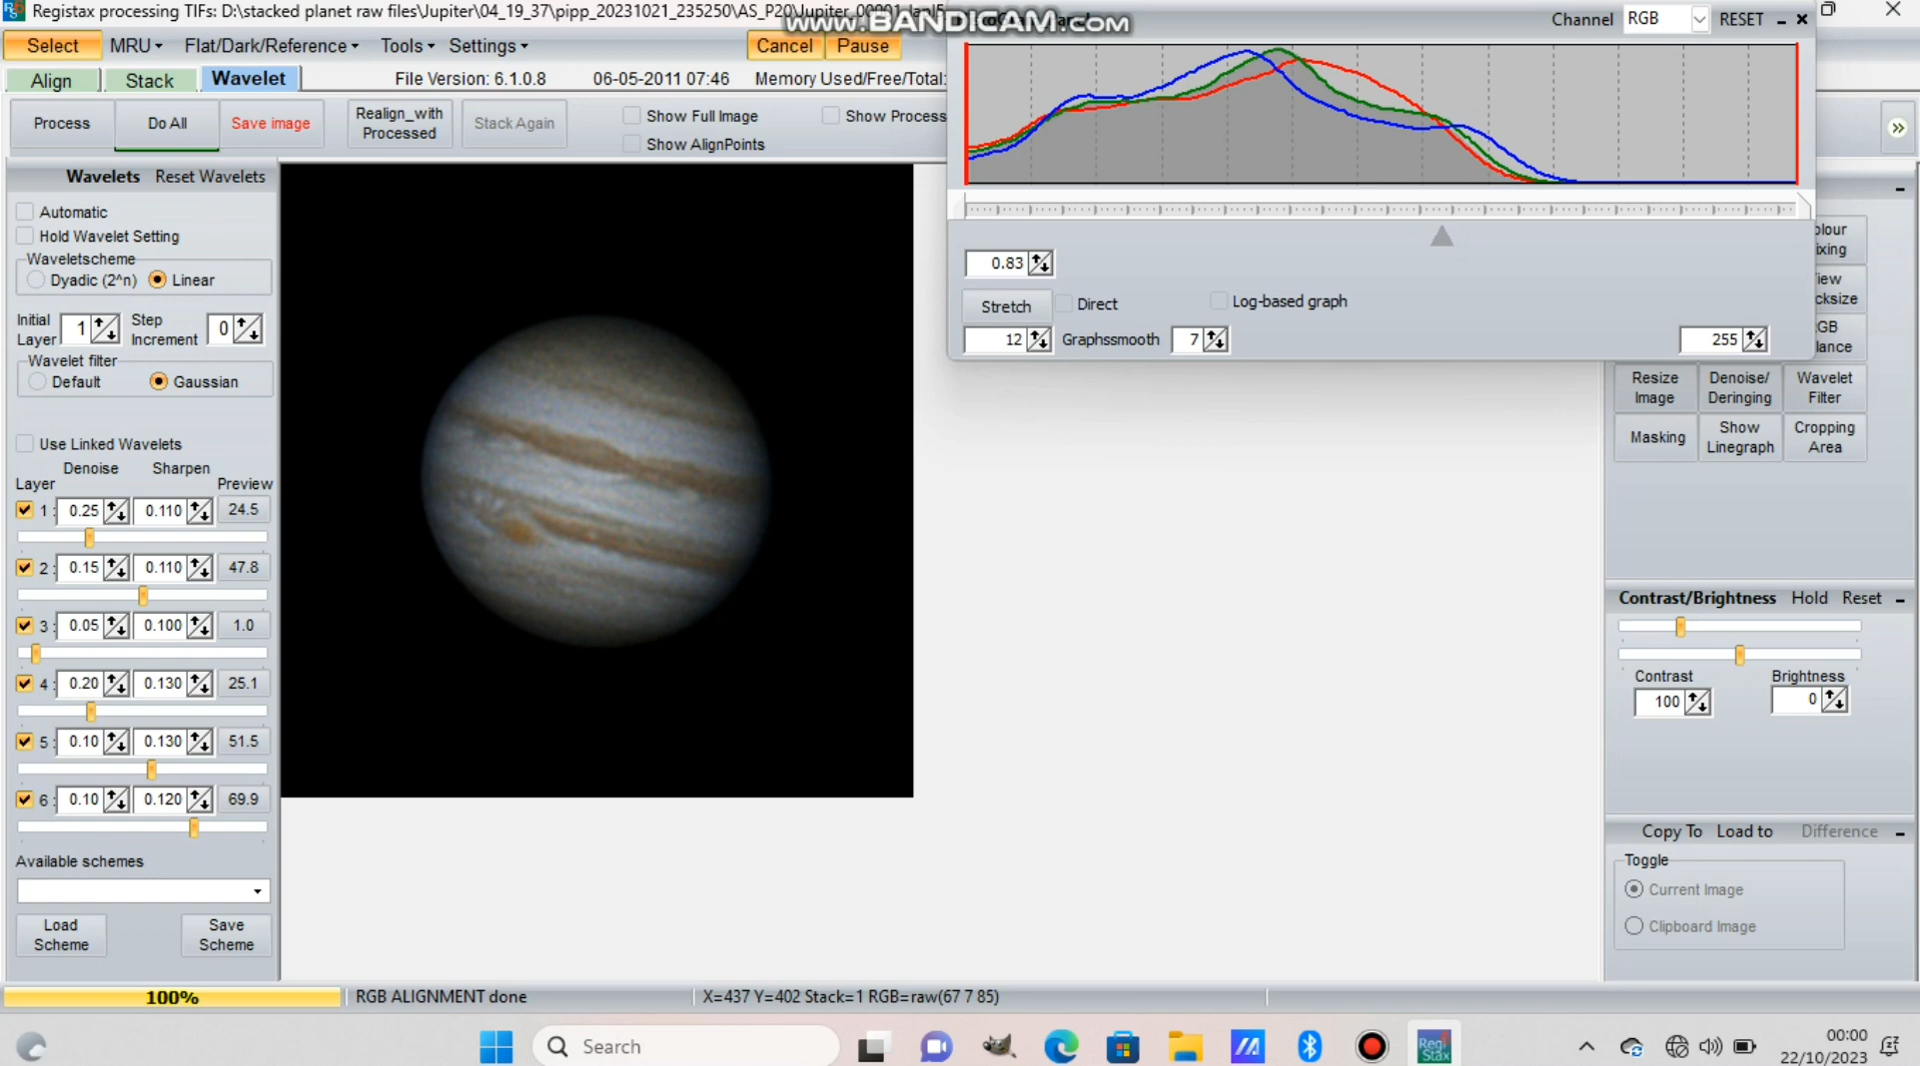 Registax processing TIFs: D:\stacked planet raw files\Jupiter\04_19_37\pipp_20231021_235250\AS_P20\Jupiter
www.BANDICAM.com
Channel RGB RESET
Select MRU Flat/Dark/Reference Tools Settings Cancel Pause
Align Stack Wavelet File Version: 6.1.0.8 06-05-2011 07:46 Memory Used/Free/Total:
Process Do All Save image Realign_with Processed Stack Again Show Full Image Show Process
Show AlignPoints
Wavelets Reset Wavelets
Automatic
Hold Wavelet Setting
Waveletscheme
Dyadic (2^n) Linear
Initial Layer 1 Step Increment 0
Wavelet filter
Default Gaussian
Use Linked Wavelets
Denoise Sharpen
Layer Preview
1 : 0.25 0.110 24.5
2 : 0.15 0.110 47.8
3 : 0.05 0.100 1.0
4 : 0.20 0.130 25.1
5 : 0.10 0.130 51.5
6 : 0.10 0.120 69.9
Available schemes
Load Scheme Save Scheme
0.83
Stretch Direct Log-based graph
12 Graphssmooth 7 255
olour
ixing
iew
cksize
GB
lance
Resize Image Denoise/ Deringing Wavelet Filter
Masking Show Linegraph Cropping Area
Contrast/Brightness Hold Reset
Contrast Brightness
100 0
Copy To Load to Difference
Toggle
Current Image
Clipboard Image
100% RGB ALIGNMENT done X=437 Y=402 Stack=1 RGB=raw(67 7 85)
Search
Regi Stax
00:00
22/10/2023